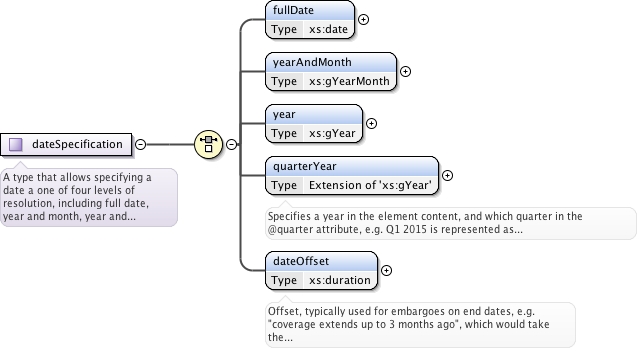 fullDate
Type xs:date
yearAndMonth
Type xs:gYearMonth
year
Type xs:gYear
dateSpecification
A type that allows specifying a
date a one of four levels of
resolution, including full date,
year and month, year and...
quarterYear
Type Extension of 'xs:gYear'
Specifies a year in the element content, and which quarter in the
@quarter attribute, e.g. Q1 2015 is represented as...
dateOffset
Type xs:duration
Offset, typically used for embargoes on end dates, e.g.
"coverage extends up to 3 months ago", which would take
the...